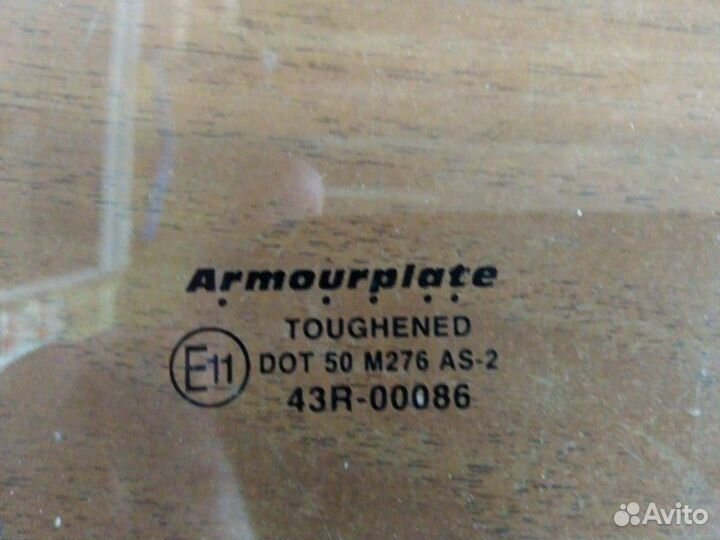 Armourplate
TOUGHENED
E11 DOT 50 M276 AS-2
43R-00086
Avito